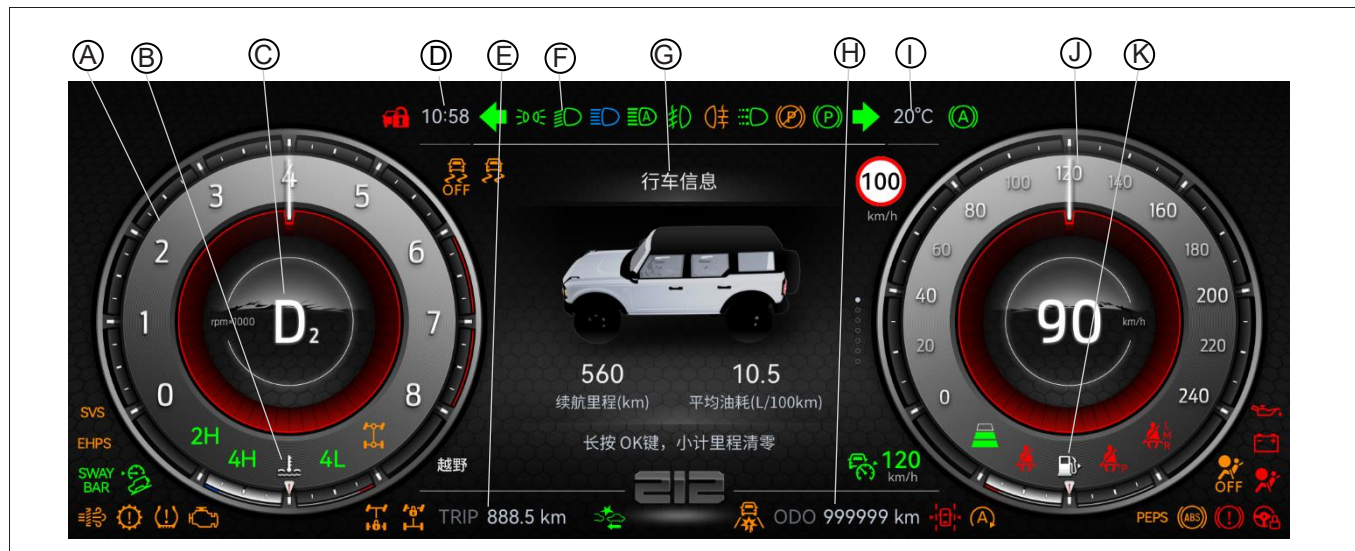 A B C D E F G H I J K
10:58 A P P 20°C A
OFF
行车信息
100
km/h
0 1 2 3 4 5 6 7 8
rpm×1000
D2
0 20 40 60 80 100 120 140 160 180 200 220 240
90 km/h
560 10.5
续航里程(km) 平均油耗(L/100km)
长按 OK键，小计里程清零
SVS
EHPS
SWAY
BAR
2H
4H
4L
越野
120
km/h
L
M
R
P
OFF
212
TRIP 888.5 km
ODO 999999 km
A
PEPS ABS